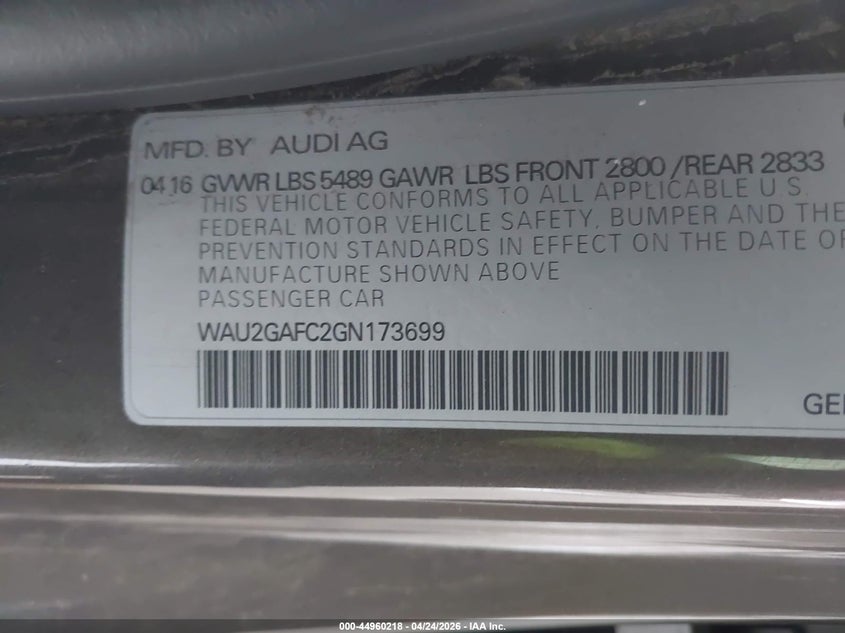 MFD. BY AUDI AG
04 16 GVWR LBS 5489 GAWR LBS FRONT 2800 /REAR 2833
THIS VEHICLE CONFORMS TO ALL APPLICABLE U.S.
FEDERAL MOTOR VEHICLE SAFETY, BUMPER AND THE
PREVENTION STANDARDS IN EFFECT ON THE DATE OF
MANUFACTURE SHOWN ABOVE
PASSENGER CAR
WAU2GAFC2GN173699
000-44960218 - 04/24/2026 - IAA Inc.